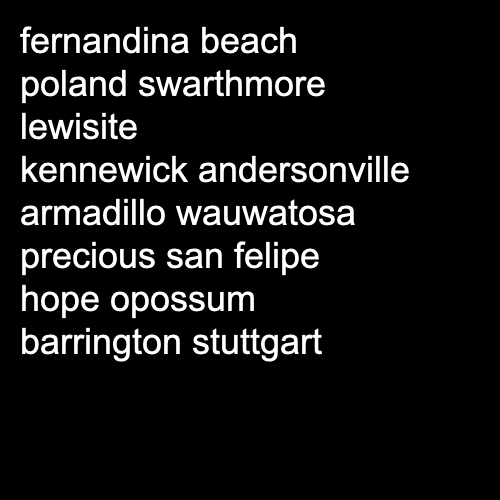 fernandina beach
poland swarthmore
lewisite
kennewick andersonville
armadillo wauwatosa
precious san felipe
hope opossum
barrington stuttgart